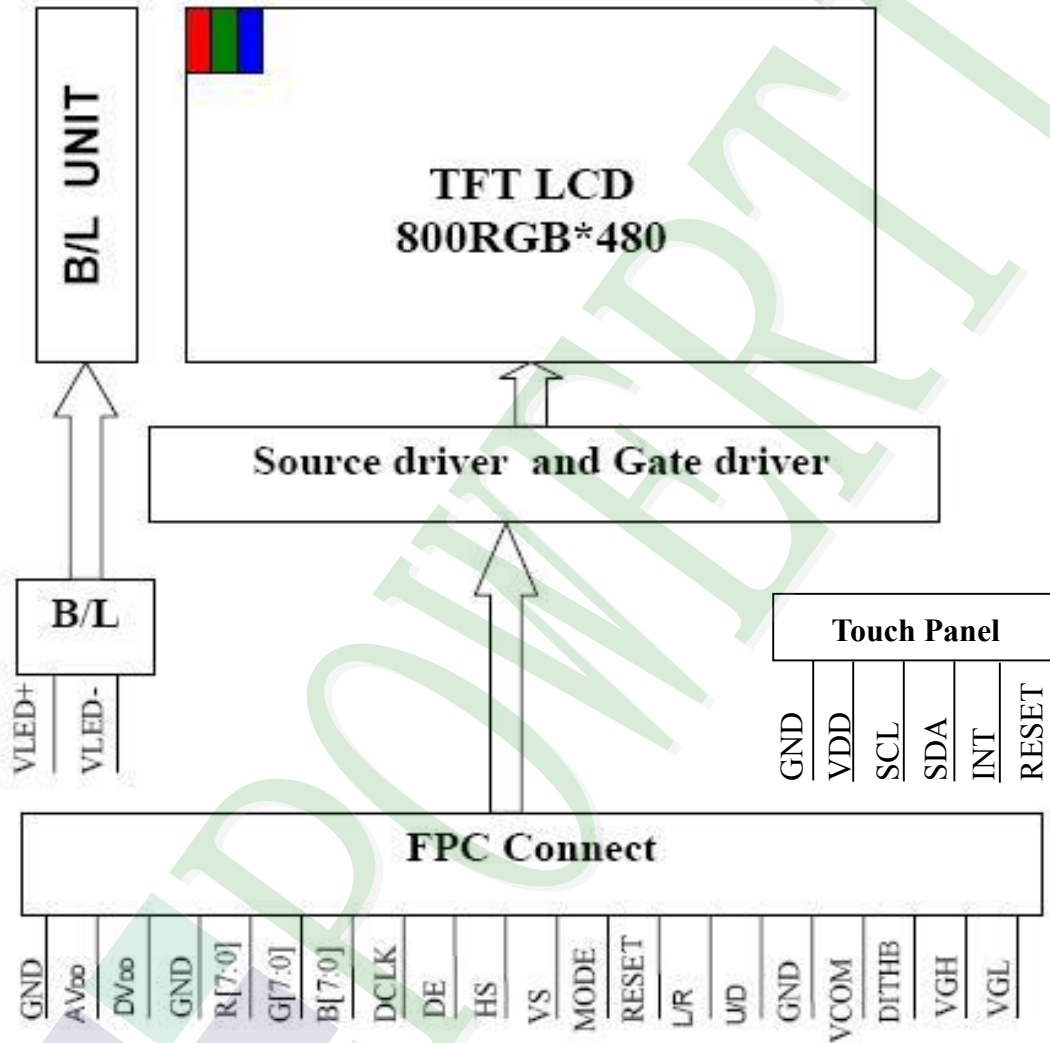 B/L UNIT
TFT LCD
800RGB*480
Source driver and Gate driver
B/L
VLED+
VLED-
Touch Panel
GND
VDD
SCL
SDA
INT
RESET
FPC Connect
GND
AVDD
DVDD
GND
R[7:0]
G[7:0]
B[7:0]
DCLK
DE
HS
VS
MODE
RESET
L/R
U/D
GND
VCOM
DITHB
VGH
VGL
POWERT